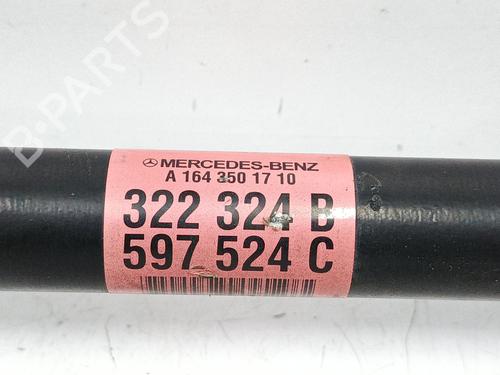 B-PARTS
MERCEDES-BENZ
A 164 350 17 10
322 324 B
597 524 C